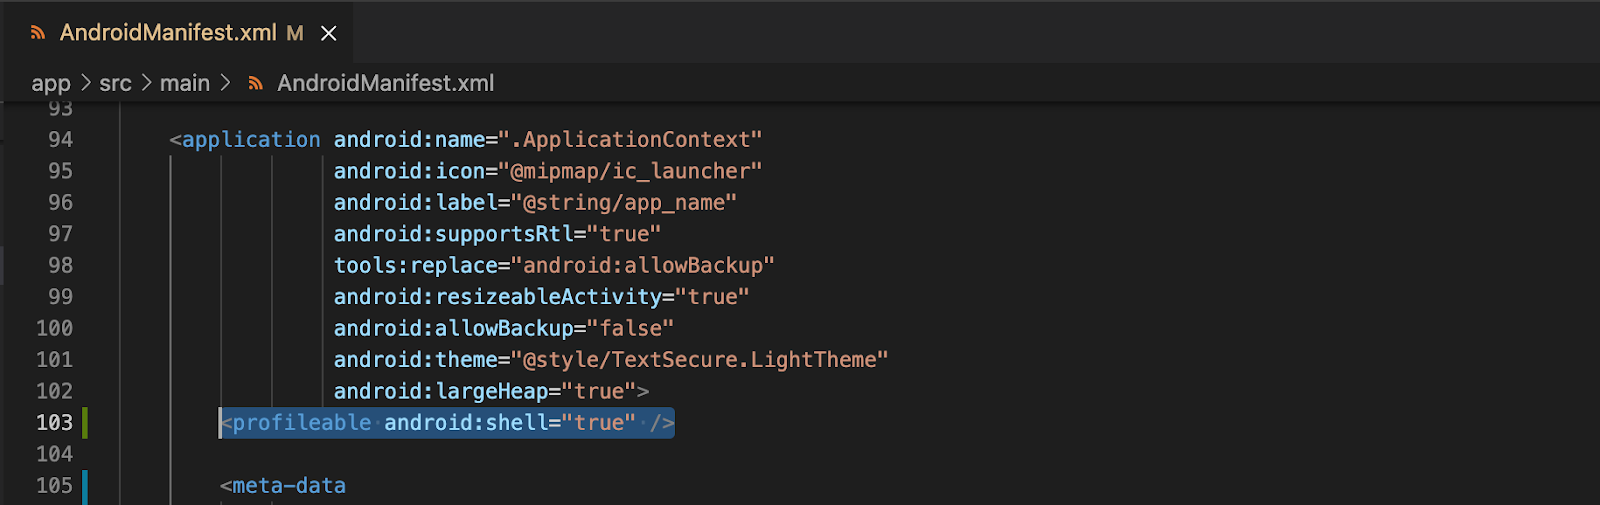 AndroidManifest.xml M
app > src > main > AndroidManifest.xml
93
94 <application android:name=".ApplicationContext"
95 android:icon="@mipmap/ic_launcher"
96 android:label="@string/app_name"
97 android:supportsRtl="true"
98 tools:replace="android:allowBackup"
99 android:resizeableActivity="true"
100 android:allowBackup="false"
101 android:theme="@style/TextSecure.LightTheme"
102 android:largeHeap="true">
103 <profileable android:shell="true" />
104
105 <meta-data